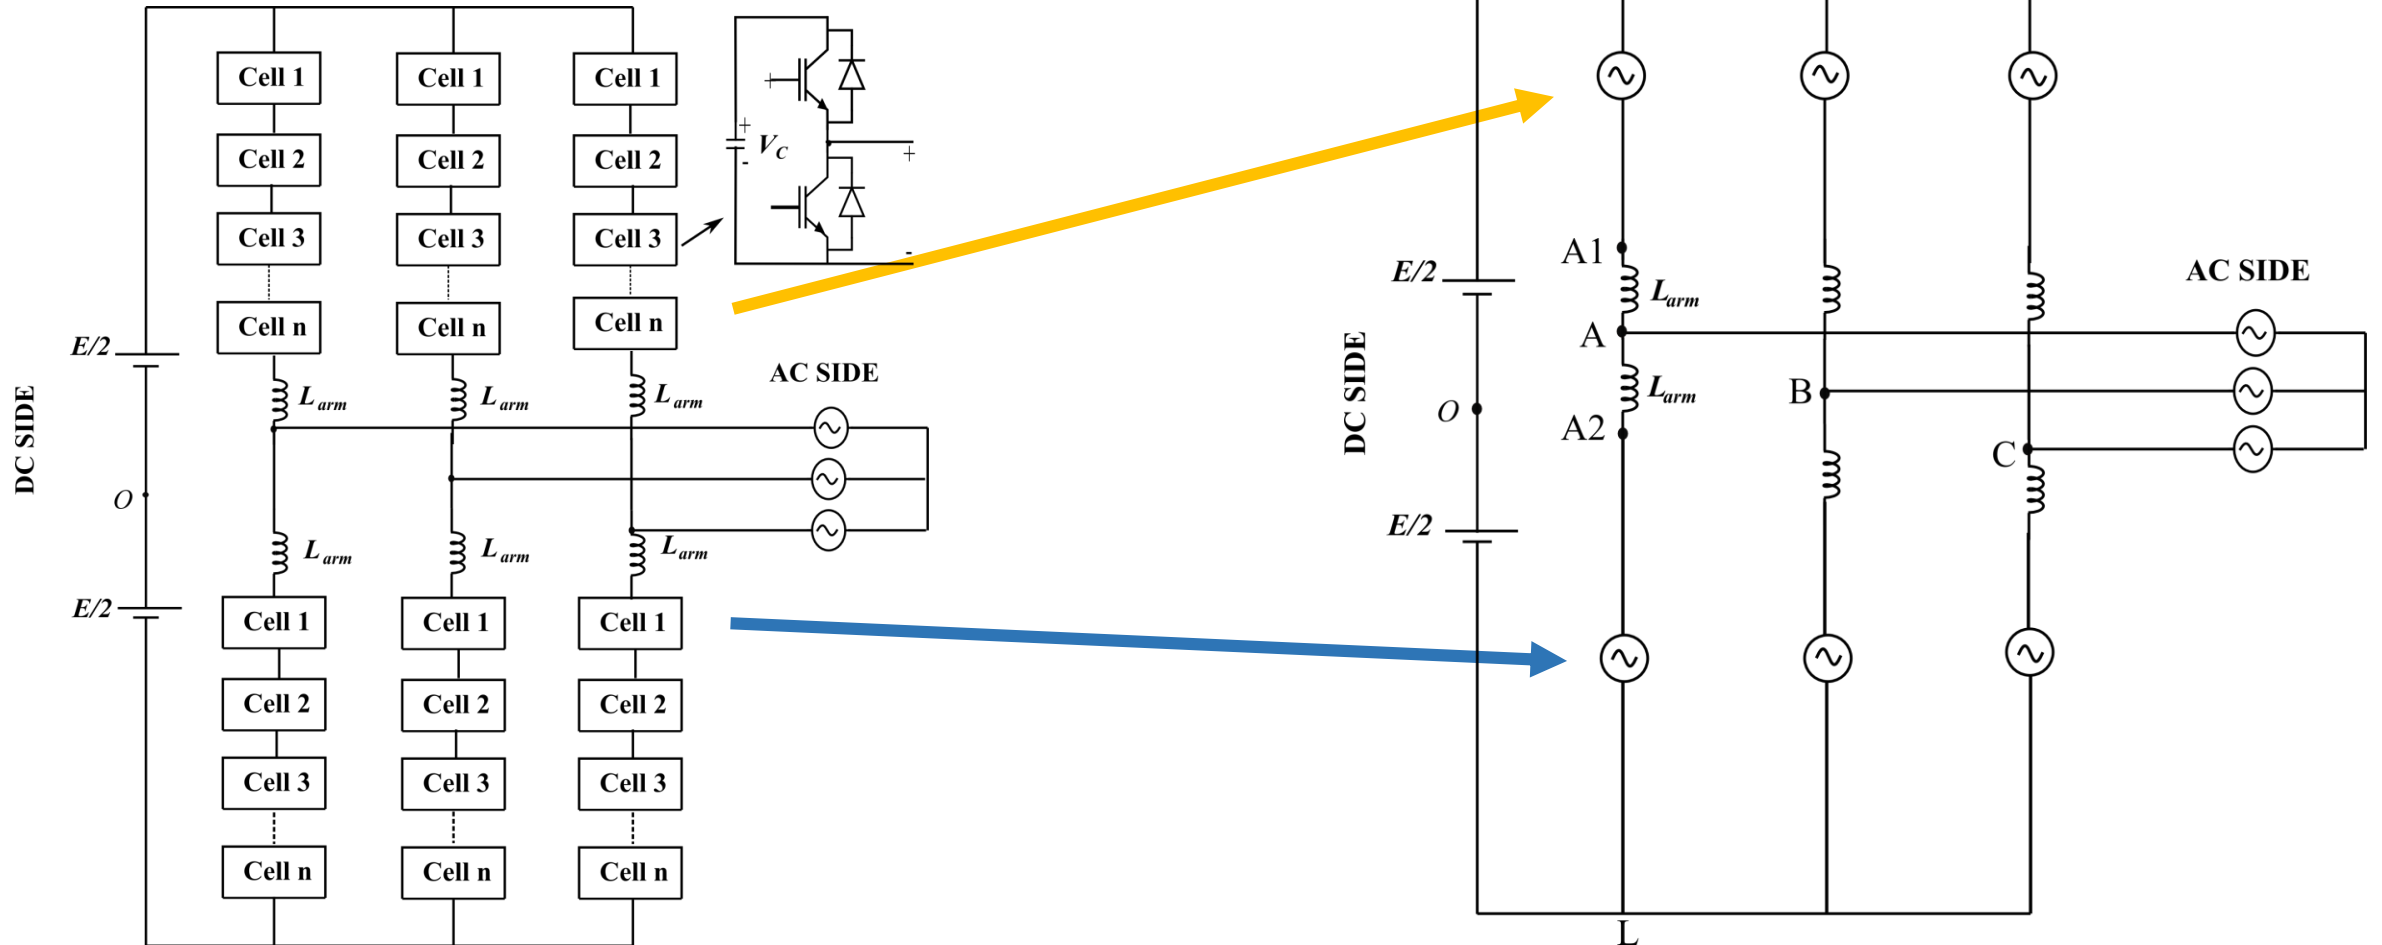 Cell 1
Cell 1
Cell 1
+
+
V_C
-
+
-
Cell 2
Cell 2
Cell 2
Cell 3
Cell 3
Cell 3
Cell n
Cell n
Cell n
E/2
L_arm
L_arm
L_arm
AC SIDE
DC SIDE
O
L_arm
L_arm
L_arm
E/2
Cell 1
Cell 1
Cell 1
Cell 2
Cell 2
Cell 2
Cell 3
Cell 3
Cell 3
Cell n
Cell n
Cell n
A1
E/2
L_arm
AC SIDE
A
DC SIDE
L_arm
B
O
A2
C
E/2
L